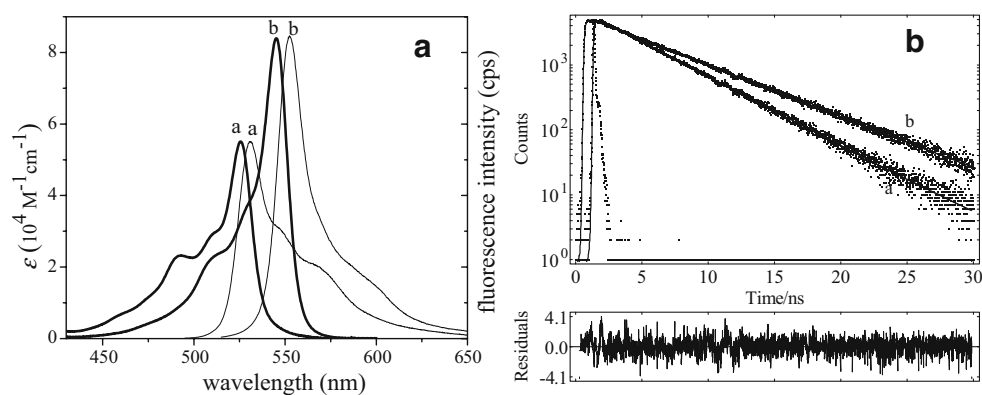 a
8
6
4
2
0
ε (10⁴ M⁻¹cm⁻¹)
b b
a a
450
500
550
600
650
wavelength (nm)
fluorescence intensity (cps)
b
10³
10²
10¹
10⁰
Counts
b
a
0
5
10
15
20
25
30
Time/ns
4.1
0.0
-4.1
Residuals